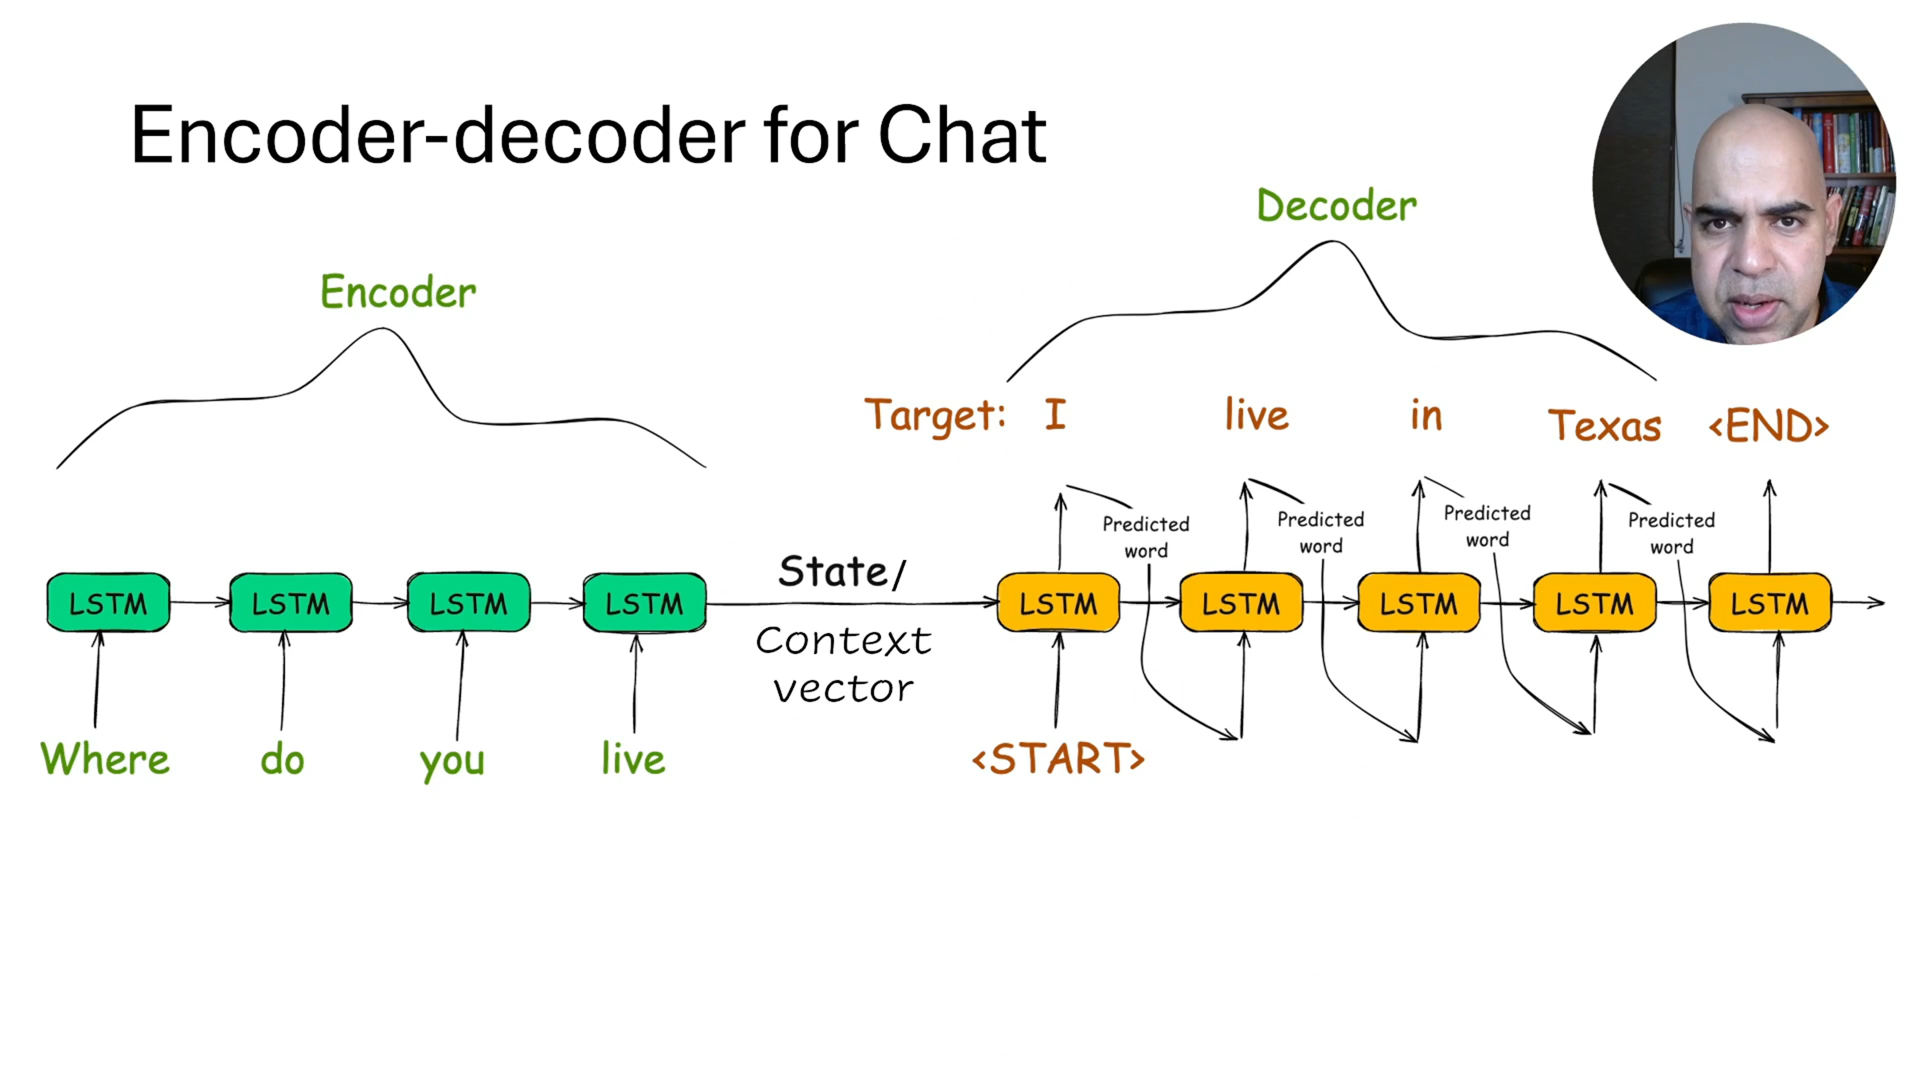 Encoder-decoder for Chat
Decoder
Encoder
Target: I live in Texas <END>
Predicted word
Predicted word
Predicted word
Predicted word
State/
LSTM LSTM LSTM LSTM LSTM LSTM LSTM LSTM LSTM
Context
vector
Where do you live <START>